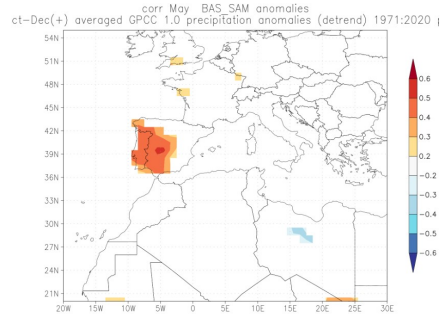 corr May BAS_SAM anomalies
ct-Dec(+) averaged GPCC 1.0 precipitation anomalies (detrend) 1971:2020 p
54N
51N
48N
45N
42N
39N
36N
33N
30N
27N
24N
21N
20W 15W 10W 5W 0 5E 10E 15E 20E 25E 30E
0.6
0.5
0.4
0.3
0.2
-0.2
-0.3
-0.4
-0.5
-0.6